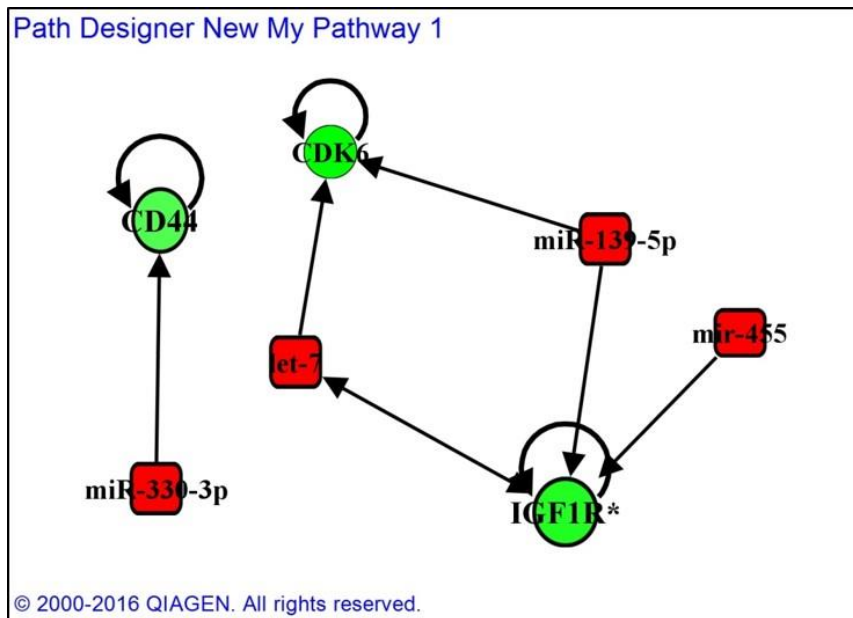 Path Designer New My Pathway 1
CDK6
CD44
miR-139-5p
mir-455
let-7
miR-330-3p
IGF1R*
© 2000-2016 QIAGEN. All rights reserved.